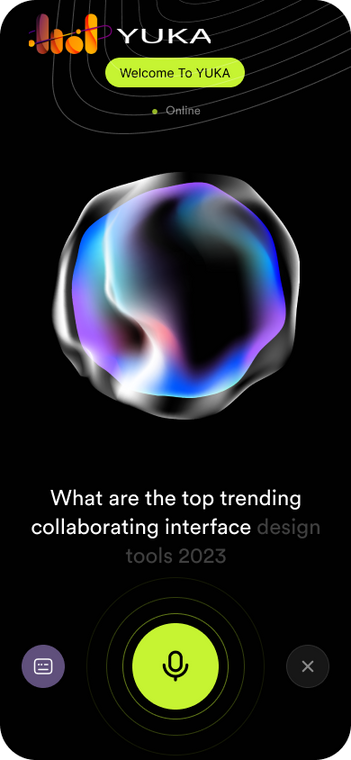 YUKA
Welcome To YUKA
Online
What are the top trending
collaborating interface design
tools 2023